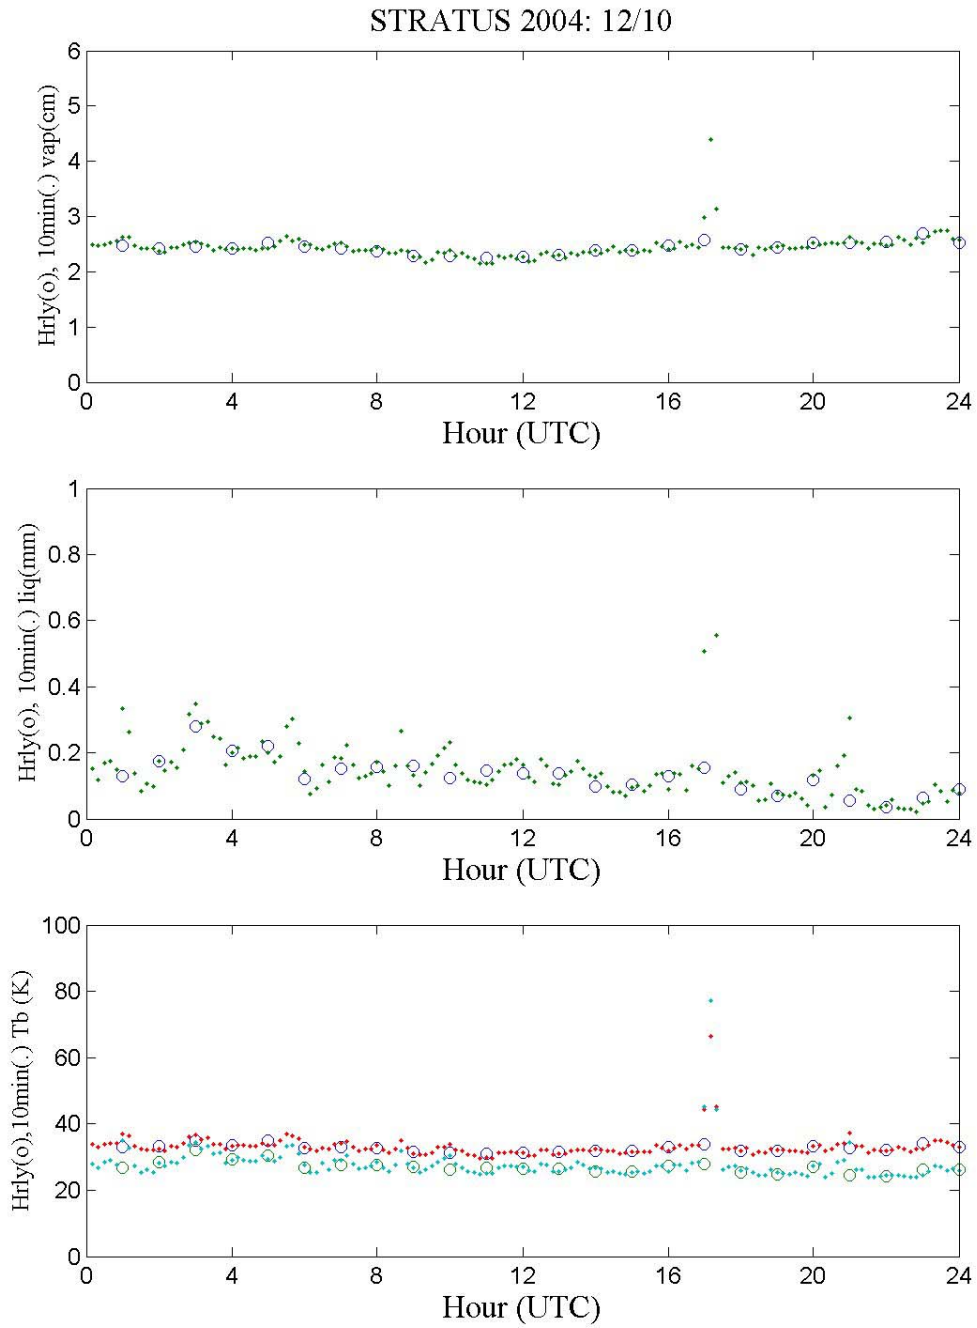 STRATUS 2004: 12/10
Hrly(o), 10min(.) vap(cm)
6
5
4
3
2
1
0
0 4 8 12 16 20 24
Hour (UTC)
Hrly(o), 10min(.) liq(mm)
1
0.8
0.6
0.4
0.2
0
0 4 8 12 16 20 24
Hour (UTC)
Hrly(o),10min(.) Tb (K)
100
80
60
40
20
0
0 4 8 12 16 20 24
Hour (UTC)